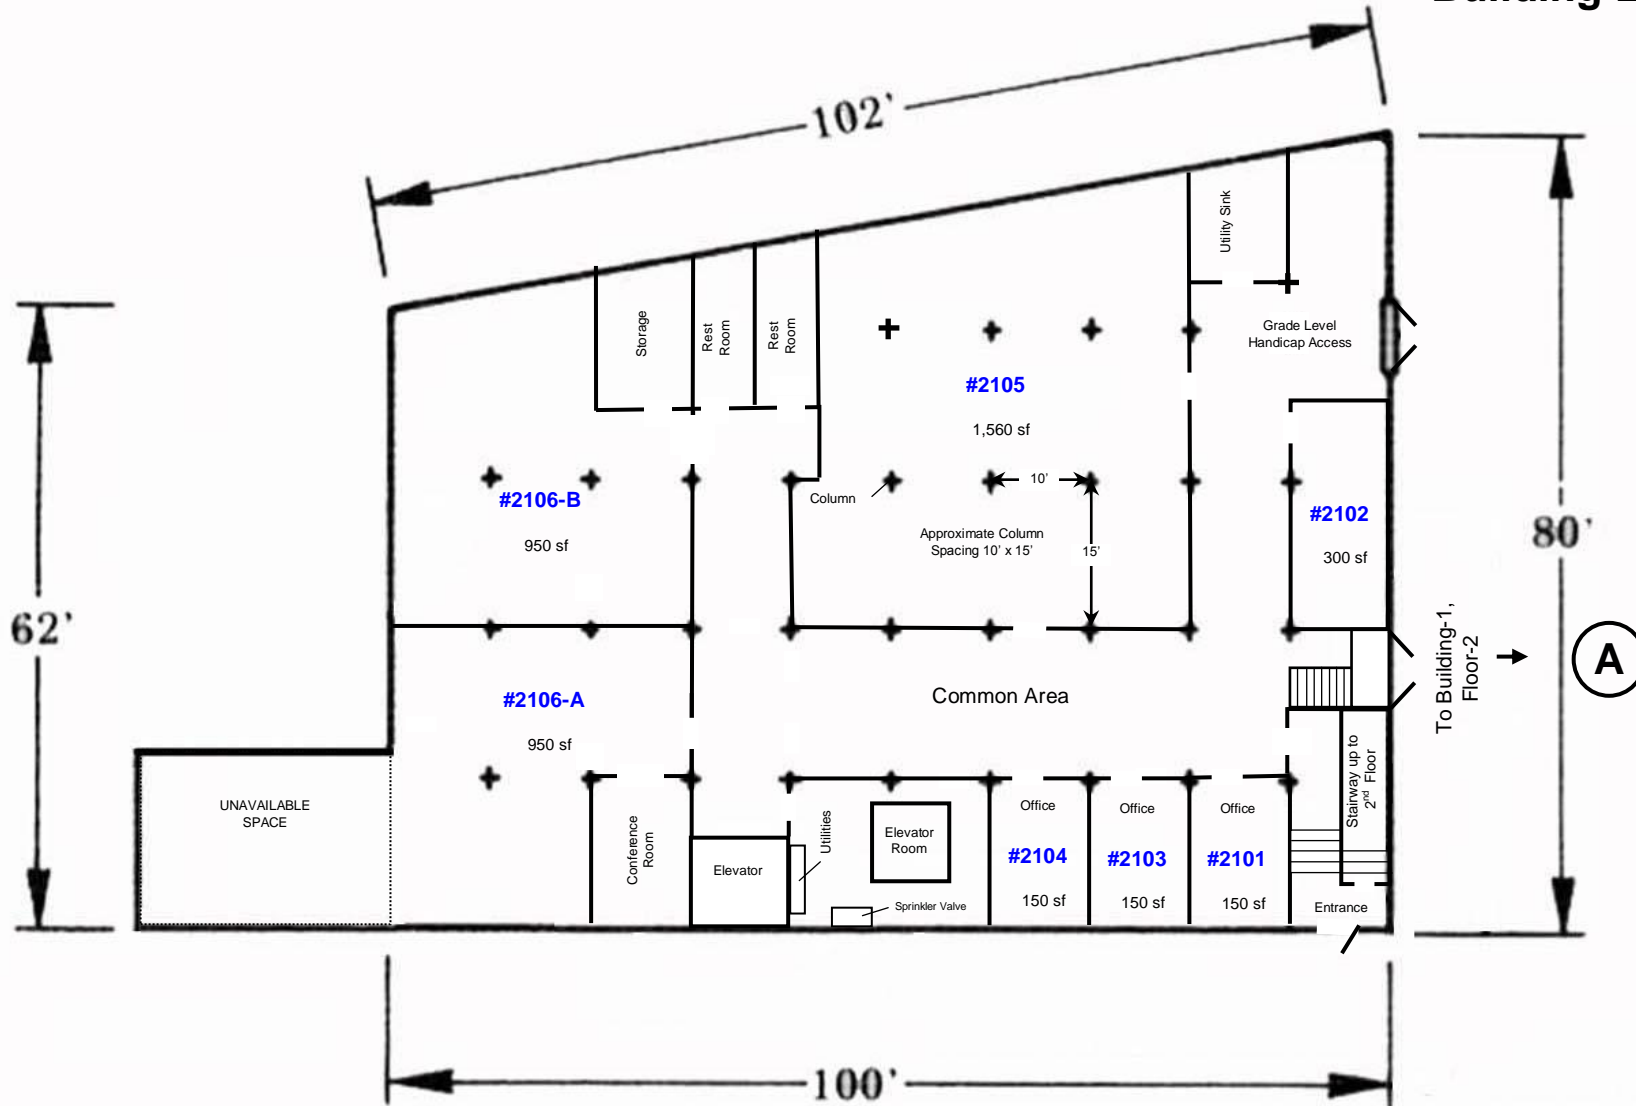 102'
Utility Sink
Storage
Rest
Room
Rest
Room
Grade Level
Handicap Access
#2105
1,560 sf
10'
Column
#2106-B
950 sf
#2102
300 sf
Approximate Column
Spacing 10' x 15'
15'
80'
62'
To Building-1,
Floor-2
A
#2106-A
950 sf
Common Area
Stairway up to
2nd Floor
UNAVAILABLE
SPACE
Conference
Room
Elevator
Utilities
Elevator
Room
Sprinkler Valve
Office
#2104
150 sf
Office
#2103
150 sf
Office
#2101
150 sf
Entrance
100'